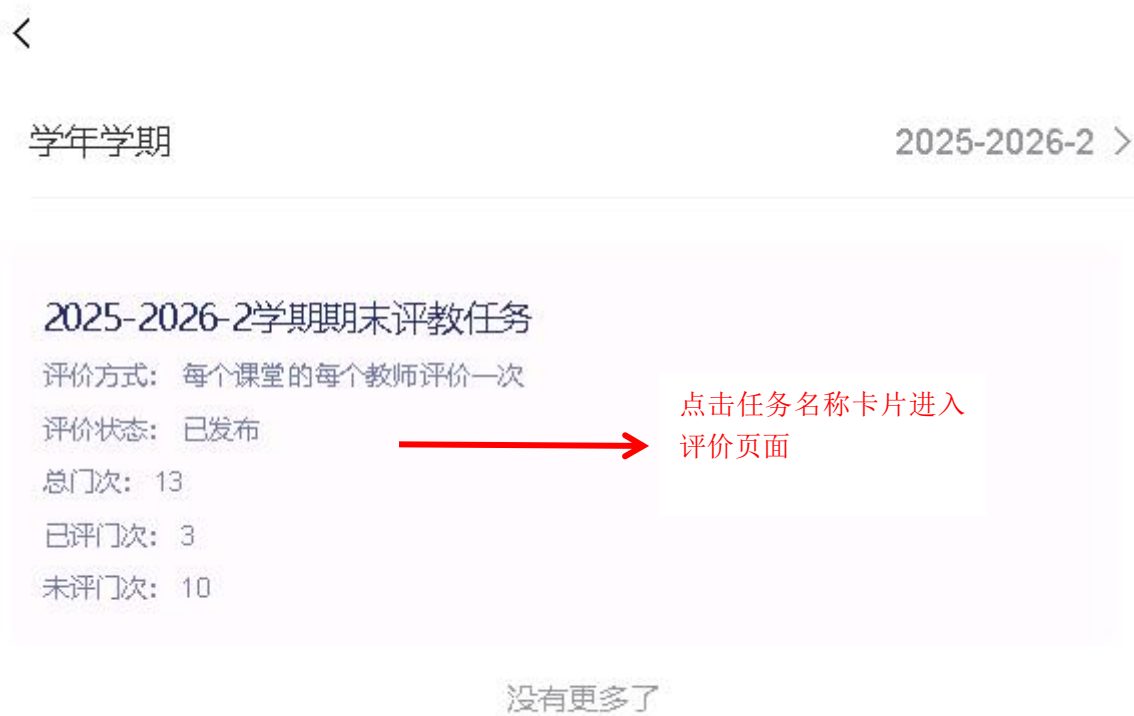 学年学期 2025-2026-2
2025-2026-2学期期末评教任务
评价方式： 每个课堂的每个教师评价一次
评价状态： 已发布
总门次： 13
已评门次： 3
未评门次： 10
点击任务名称卡片进入
评价页面
没有更多了